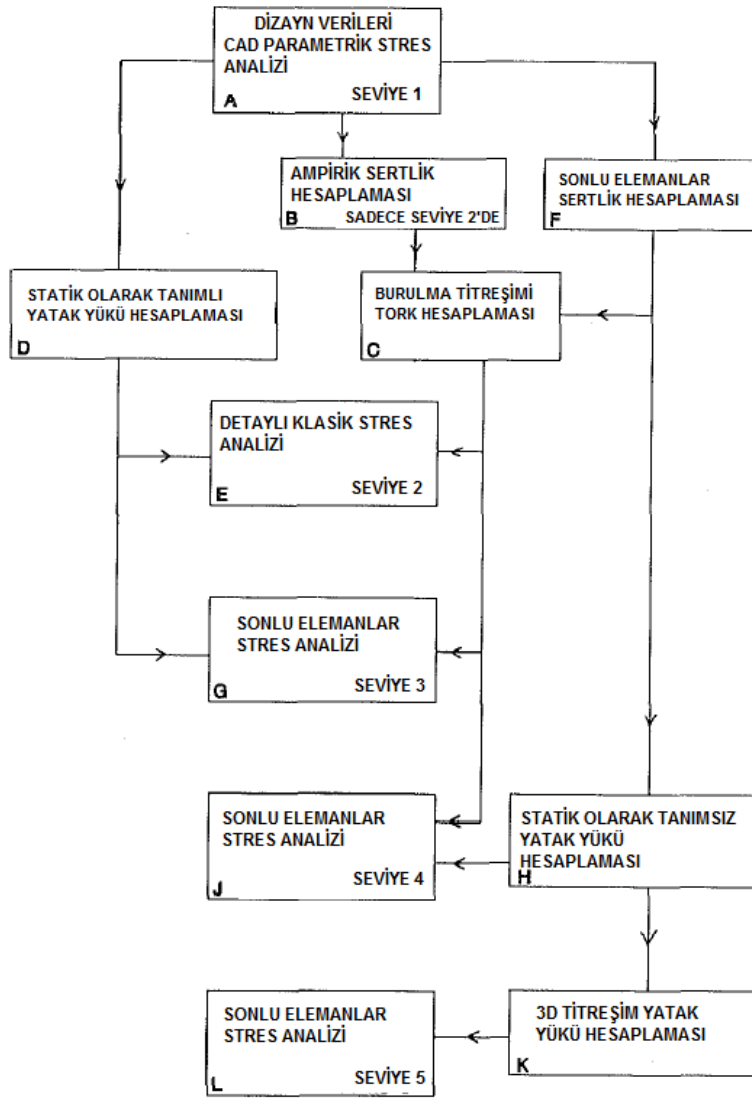 DİZAYN VERİLERİ
CAD PARAMETRİK STRES
ANALİZİ
SEVİYE 1
A
AMPİRİK SERTLİK
HESAPLAMASI
B SADECE SEVİYE 2'DE
SONLU ELEMANLAR
SERTLİK HESAPLAMASI
F
STATİK OLARAK TANIMLI
YATAK YÜKÜ HESAPLAMASI
D
BURULMA TİTREŞİMİ
TORK HESAPLAMASI
C
DETAYLI KLASİK STRES
ANALİZİ
SEVİYE 2
E
SONLU ELEMANLAR
STRES ANALİZİ
SEVİYE 3
G
SONLU ELEMANLAR
STRES ANALİZİ
SEVİYE 4
J
STATİK OLARAK TANIMSIZ
YATAK YÜKÜ
HESAPLAMASI
H
SONLU ELEMANLAR
STRES ANALİZİ
SEVİYE 5
L
3D TİTREŞİM YATAK
YÜKÜ HESAPLAMASI
K